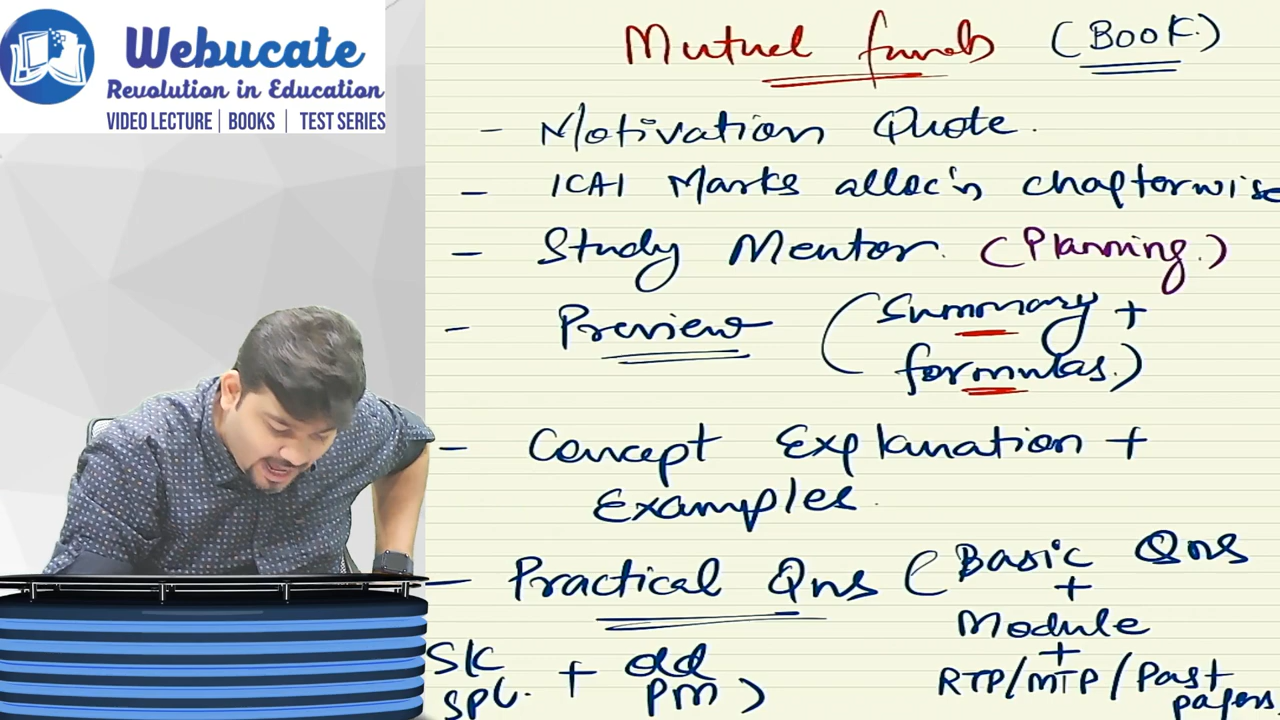 Webucate
Revolution in Education
VIDEO LECTURE | BOOKS | TEST SERIES
Mutual funds (Book.)
- Motivation Quote.
- ICAI Marks alloc'n chapterwise
- Study Mentor. (Planning.)
- Preview (Summary +
formulas.)
- Concept Explanation +
Examples.
- Practical Qns (Basic Qns
+
Module
+
RTP/MTP/Past
papers.
SK
spl. + old
PM)